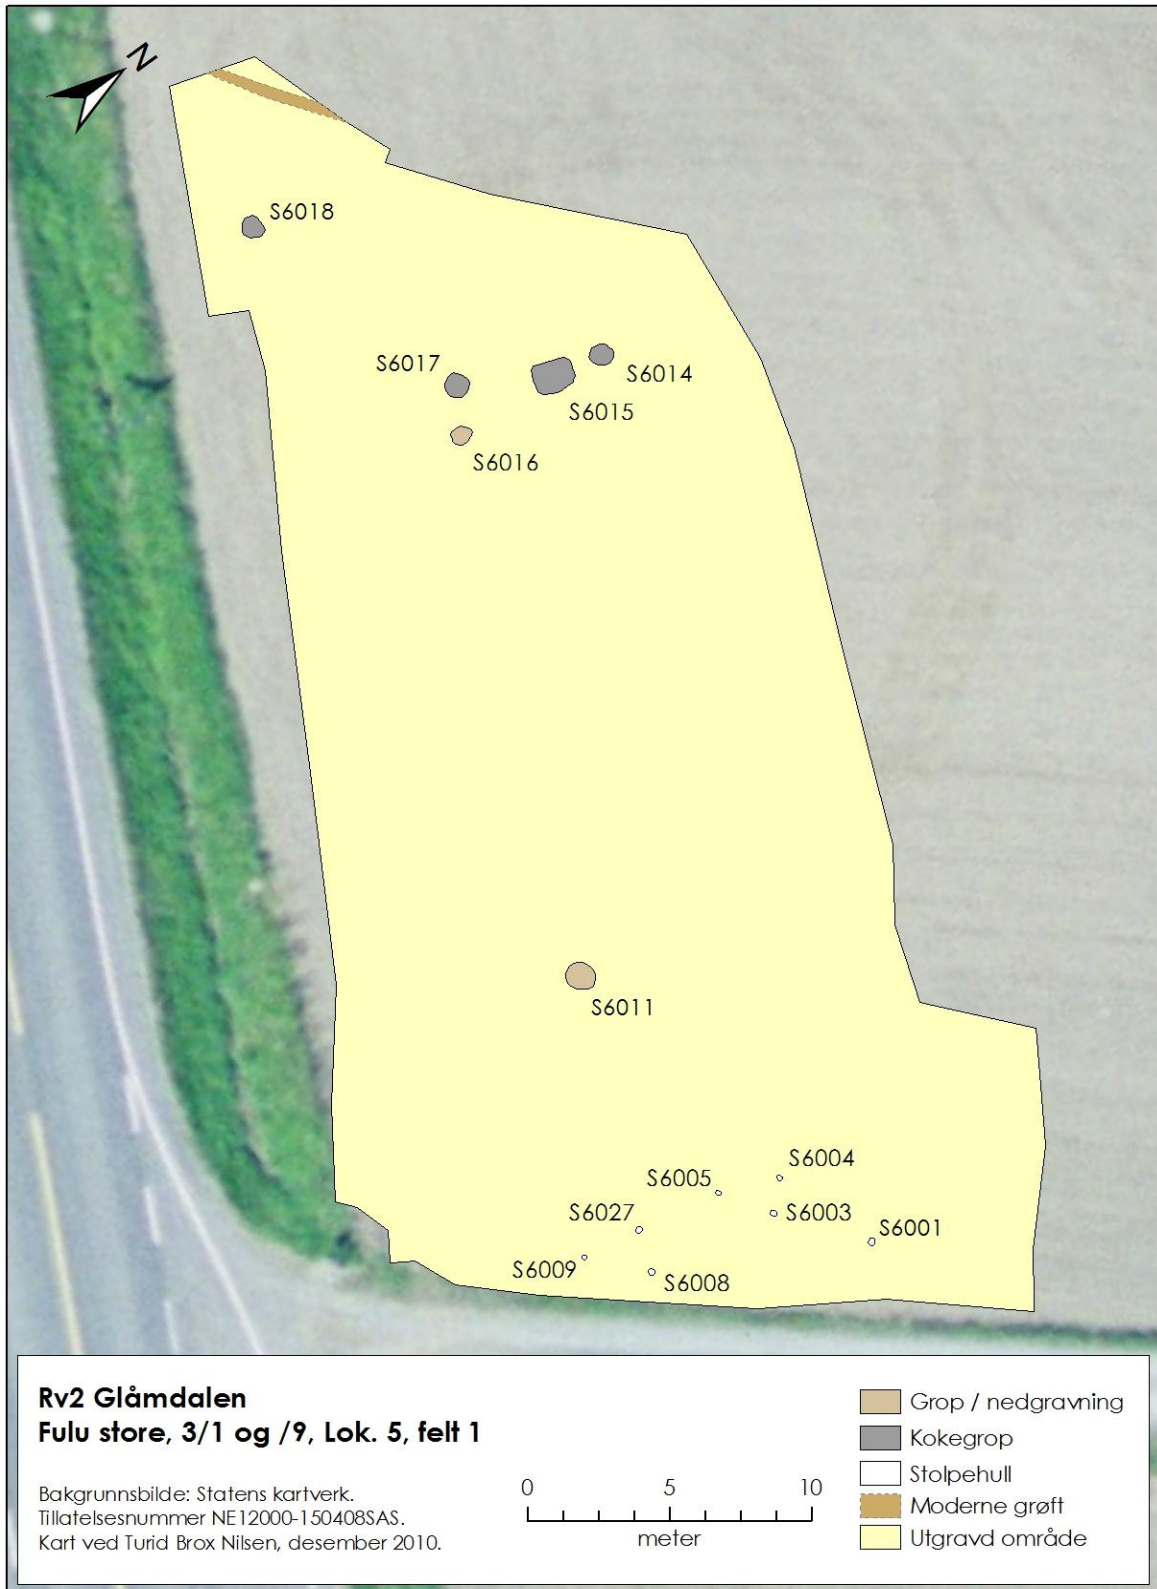 N
S6018
S6017
S6014
S6015
S6016
S6011
S6004
S6005
S6027
S6003
S6001
S6009
S6008
Rv2 Glåmdalen
Fulu store, 3/1 og /9, Lok. 5, felt 1
Bakgrunnsbilde: Statens kartverk.
Tillatelsesnummer NE12000-150408SAS.
Kart ved Turid Brox Nilsen, desember 2010.
0 5 10
meter
Grop / nedgravning
Kokegrop
Stolpehull
Moderne grøft
Utgravd område